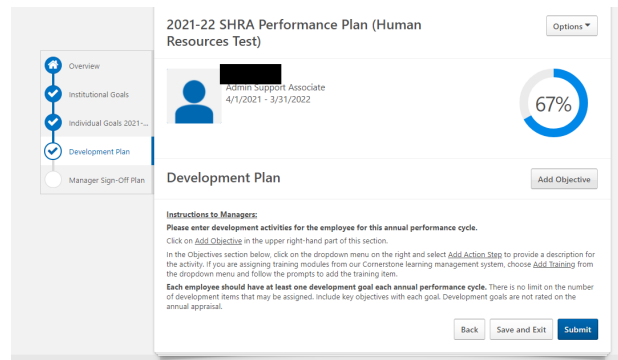 2021-22 SHRA Performance Plan (Human
Resources Test)
Options
Overview
Institutional Goals
Individual Goals 2021-...
Development Plan
Manager Sign-Off Plan
Admin Support Associate
4/1/2021 - 3/31/2022
67%
Development Plan
Add Objective
Instructions to Managers:
Please enter development activities for the employee for this annual performance cycle.
Click on Add Objective in the upper right-hand part of this section.
In the Objectives section below, click on the dropdown menu on the right and select Add Action Step to provide a description for
the activity. If you are assigning training modules from our Cornerstone learning management system, choose Add Training from
the dropdown menu and follow the prompts to add the training item.
Each employee should have at least one development goal each annual performance cycle. There is no limit on the number
of development items that may be assigned. Include key objectives with each goal. Development goals are not rated on the
annual appraisal.
Back
Save and Exit
Submit